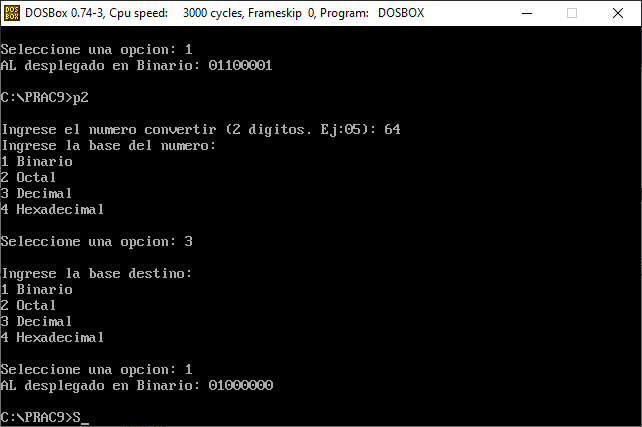 DOS
BOX
DOSBox 0.74-3, Cpu speed: 3000 cycles, Frameskip 0, Program: DOSBOX
Seleccione una opcion: 1
AL desplegado en Binario: 01100001
C:\PRAC9>p2
Ingrese el numero convertir (2 digitos. Ej:05): 64
Ingrese la base del numero:
1 Binario
2 Octal
3 Decimal
4 Hexadecimal
Seleccione una opcion: 3
Ingrese la base destino:
1 Binario
2 Octal
3 Decimal
4 Hexadecimal
Seleccione una opcion: 1
AL desplegado en Binario: 01000000
C:\PRAC9>S_